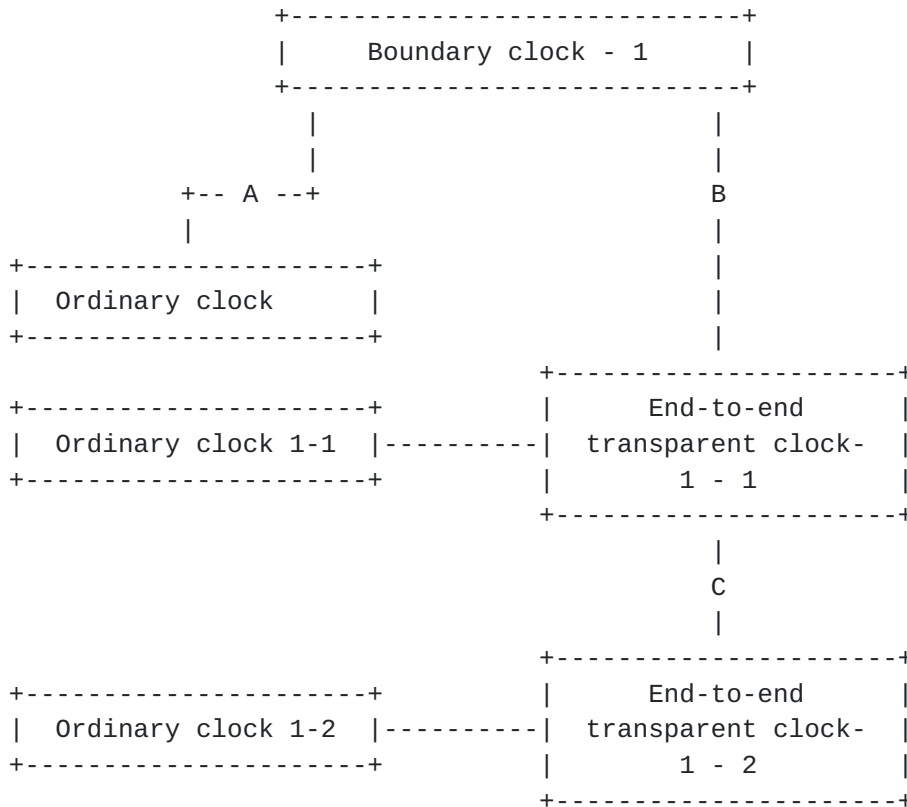 Boundary clock - 1
A
B
Ordinary clock
End-to-end
Ordinary clock 1-1
transparent clock-
1 - 1
C
End-to-end
Ordinary clock 1-2
transparent clock-
1 - 2